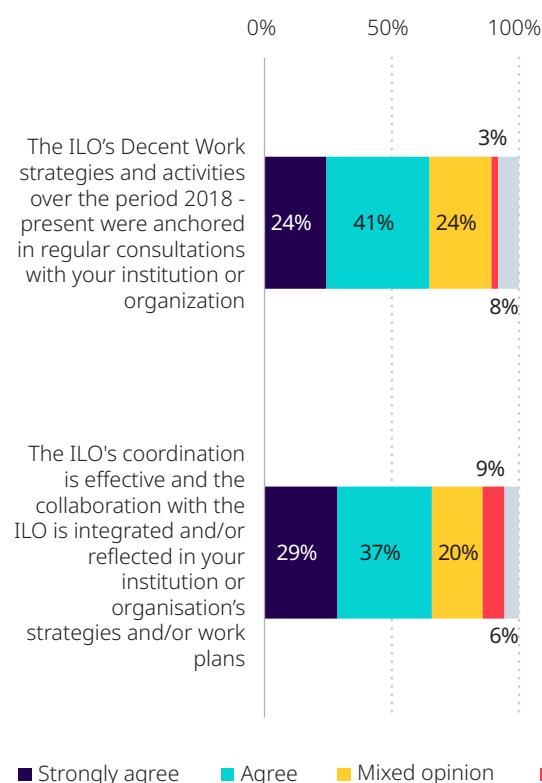 0% 50% 100%
The ILO’s Decent Work
strategies and activities
over the period 2018 -
present were anchored
in regular consultations
with your institution or
organization
3%
24% 41% 24%
8%
The ILO's coordination
is effective and the
collaboration with the
ILO is integrated and/or
reflected in your
institution or
organisation’s
strategies and/or work
plans
9%
29% 37% 20%
6%
Strongly agree Agree Mixed opinion